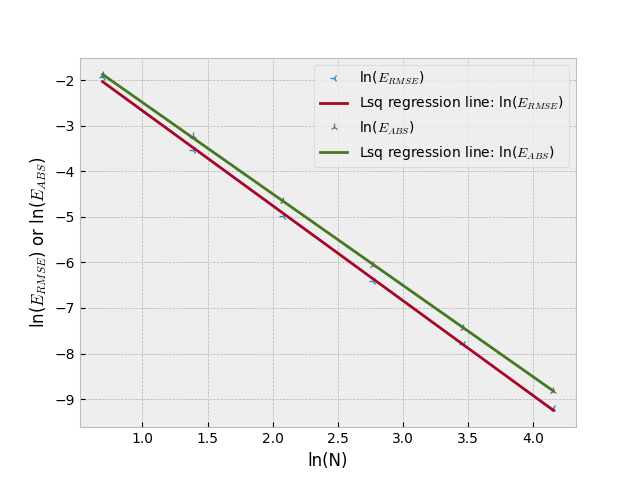 ln(E_RMSE)
Lsq regression line: ln(E_RMSE)
ln(E_ABS)
Lsq regression line: ln(E_ABS)
ln(E_RMSE) or ln(E_ABS)
−2
−3
−4
−5
−6
−7
−8
−9
1.0 1.5 2.0 2.5 3.0 3.5 4.0
ln(N)